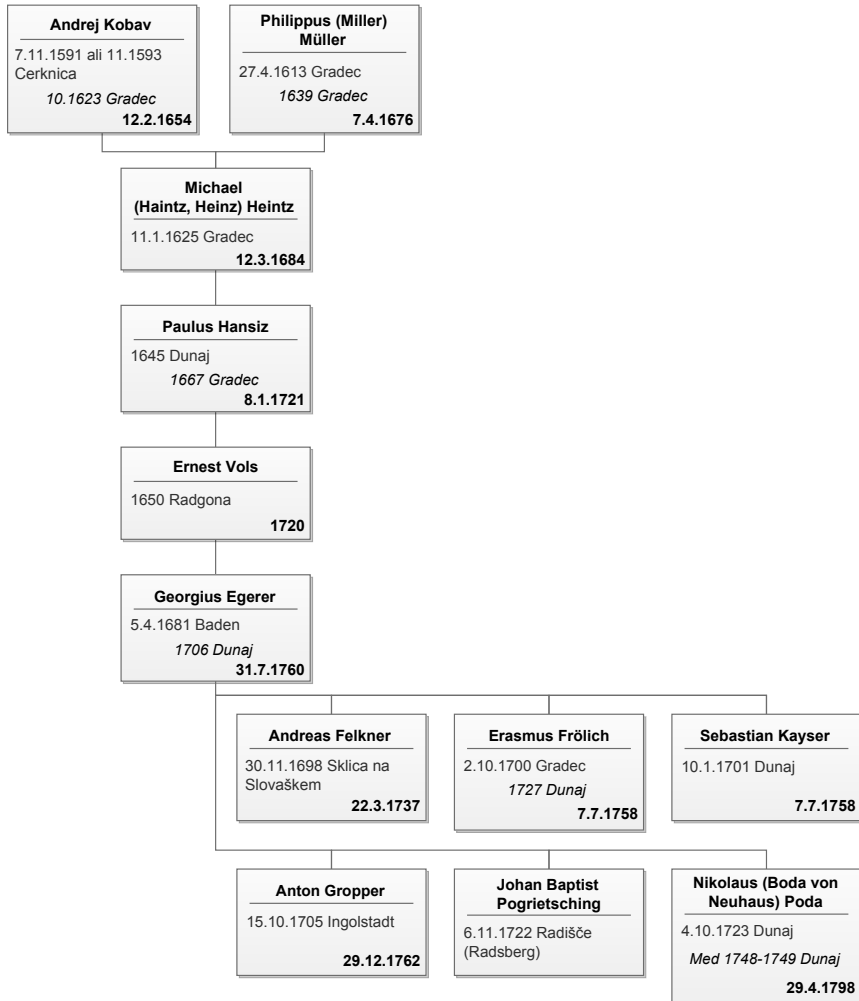 Andrej Kobav
7.11.1591 ali 11.1593
Cerknica
10.1623 Gradec
12.2.1654
Philippus (Miller)
Müller
27.4.1613 Gradec
1639 Gradec
7.4.1676
Michael
(Haintz, Heinz) Heintz
11.1.1625 Gradec
12.3.1684
Paulus Hansiz
1645 Dunaj
1667 Gradec
8.1.1721
Ernest Vols
1650 Radgona
1720
Georgius Egerer
5.4.1681 Baden
1706 Dunaj
31.7.1760
Andreas Felkner
30.11.1698 Sklica na
Slovaškem
22.3.1737
Erasmus Frölich
2.10.1700 Gradec
1727 Dunaj
7.7.1758
Sebastian Kayser
10.1.1701 Dunaj
7.7.1758
Anton Gropper
15.10.1705 Ingolstadt
29.12.1762
Johan Baptist
Pogrietsching
6.11.1722 Radišče
(Radsberg)
Nikolaus (Boda von
Neuhaus) Poda
4.10.1723 Dunaj
Med 1748-1749 Dunaj
29.4.1798